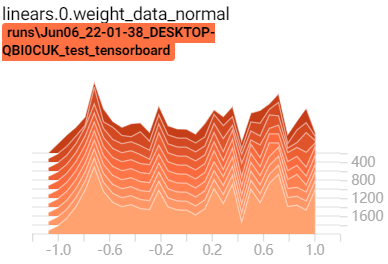 linears.0.weight_data_normal
runs\Jun06_22-01-38_DESKTOP-
QBI0CUK_test_tensorboard
400
800
1200
1600
-1.0 -0.6 -0.2 0.2 0.6 1.0